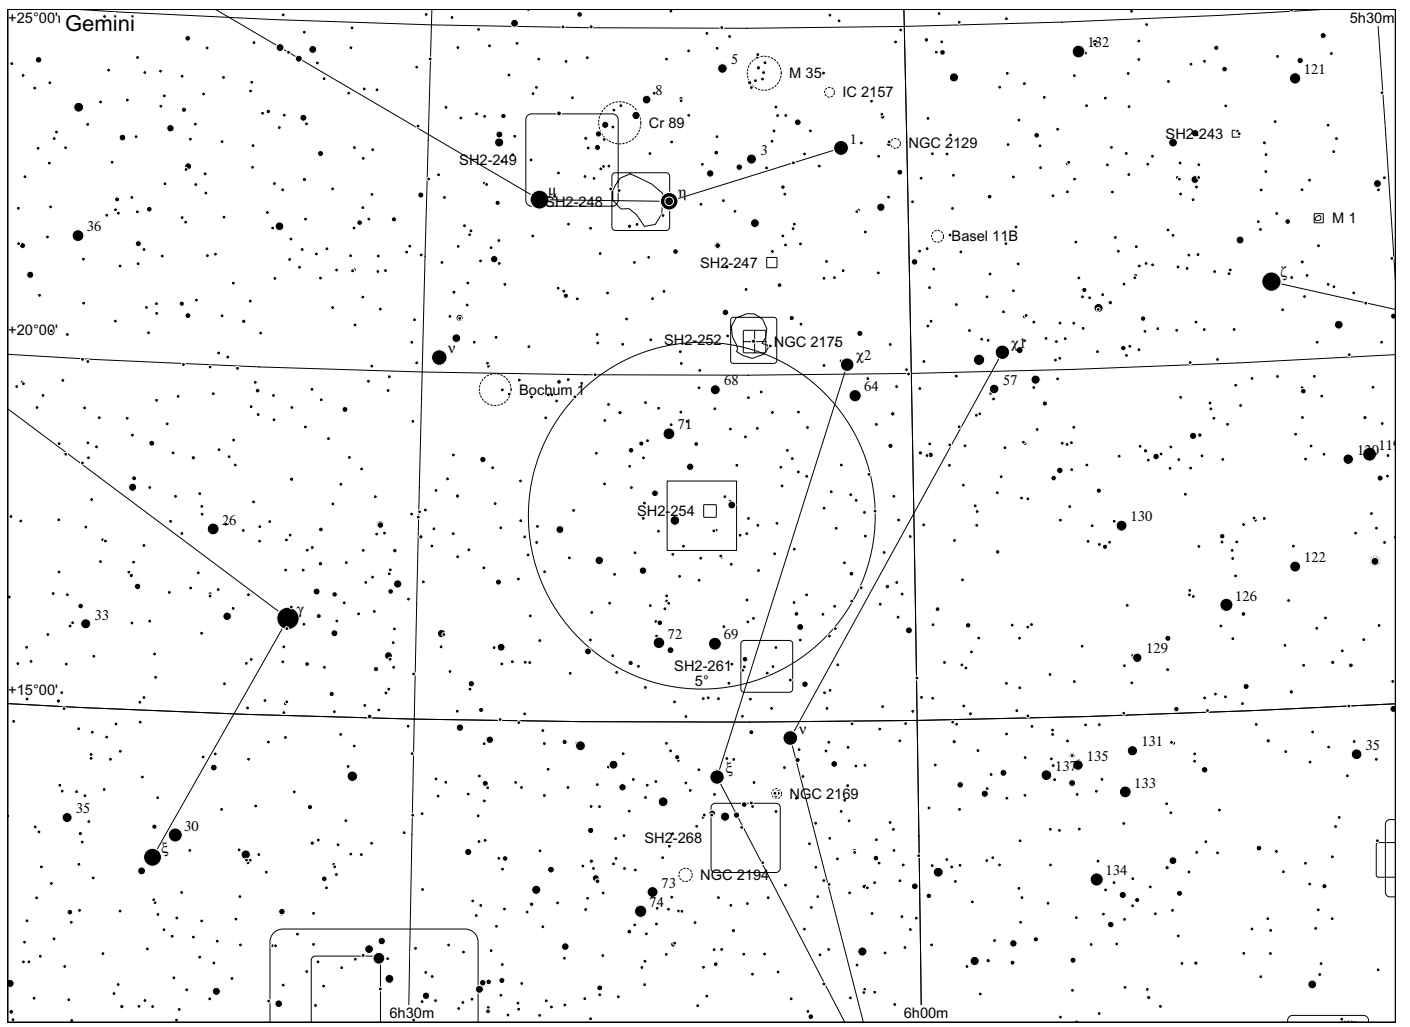 +25°00'
Gemini
5h30m
132
5
M 35
121
8
IC 2157
Cr 89
SH2-243
1
NGC 2129
3
SH2-249
μ
η
SH2-248
M 1
36
Basel 11B
SH2-247
ζ
+20°00'
SH2-252
NGC 2175
ν
χ2
χ1
Bochum 1
68
64
57
71
120
119
SH2-254
26
130
122
126
γ
33
72
69
129
SH2-261
5°
+15°00'
ν
131
35
135
137
ξ
133
NGC 2169
35
30
SH2-268
ξ
NGC 2194
73
134
74
6h30m
6h00m